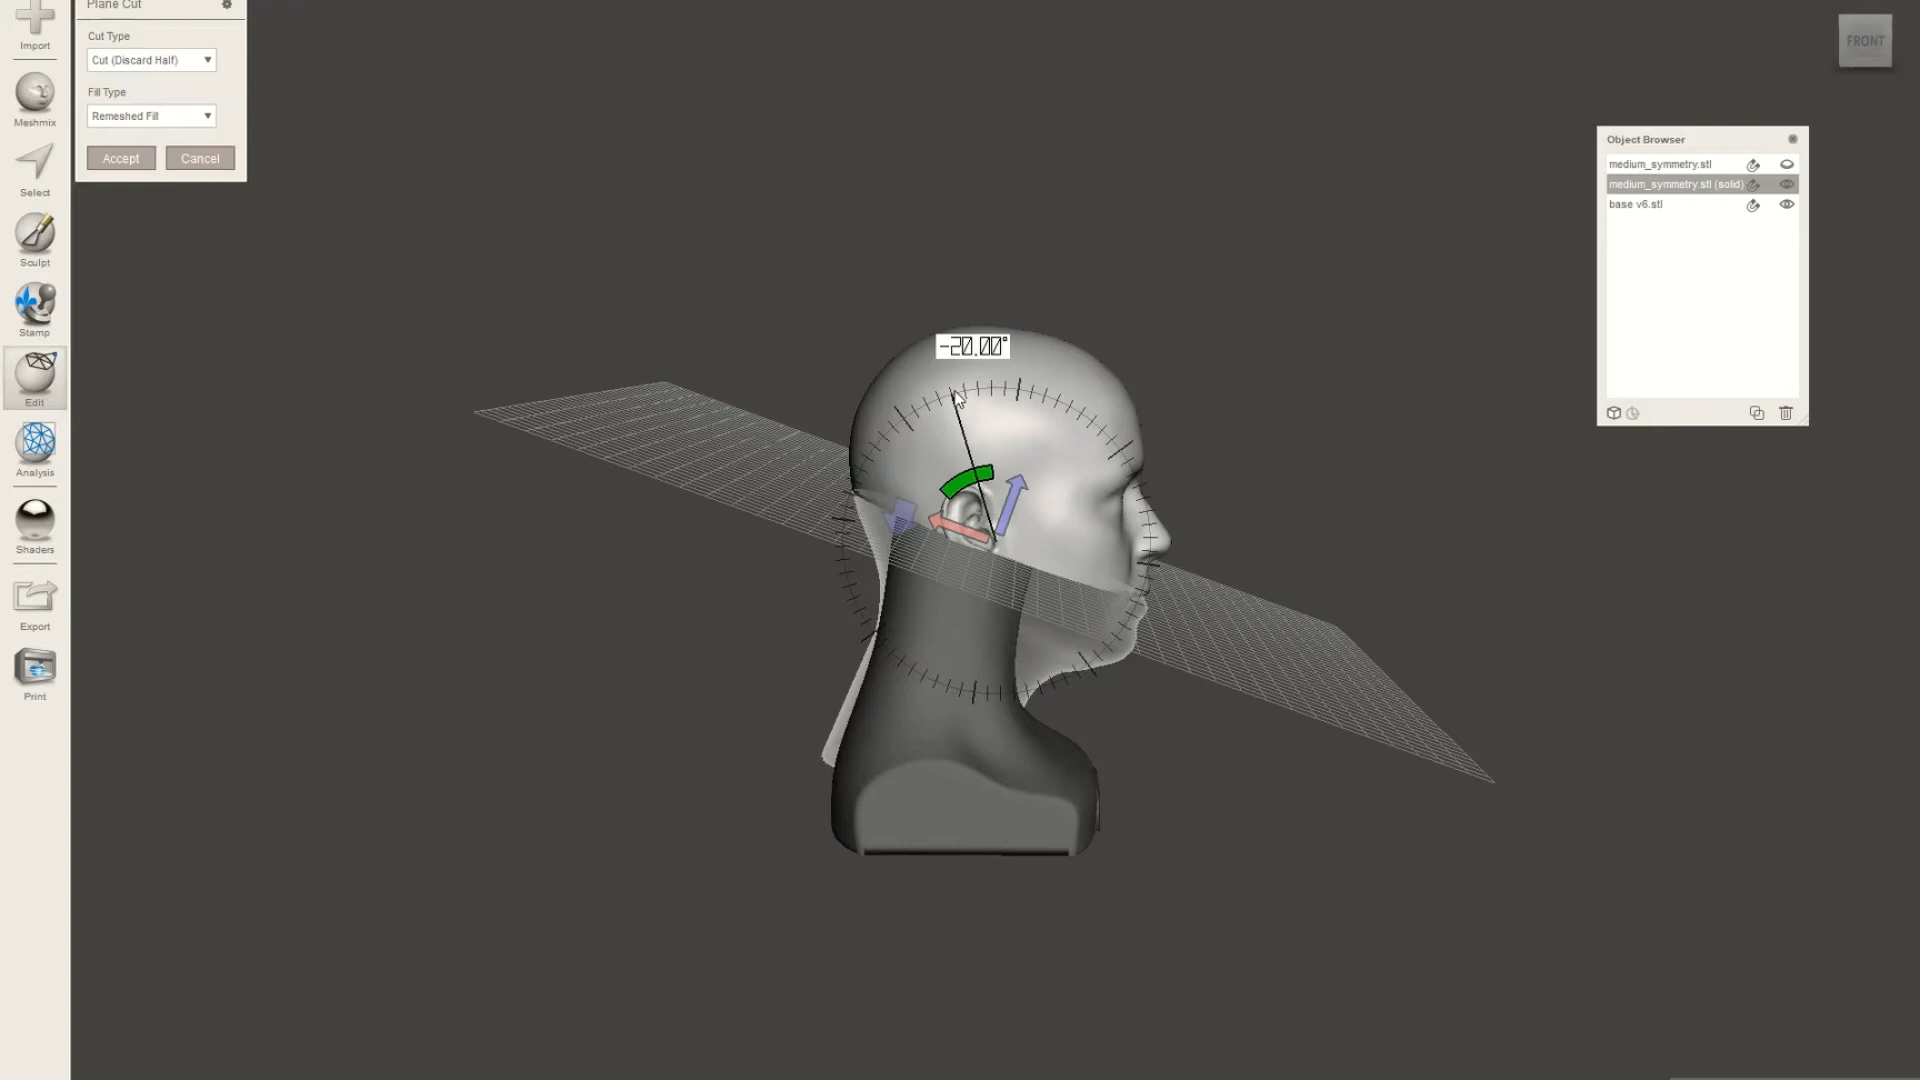 Plane Cut
Cut Type
Cut (Discard Half)
Fill Type
Remeshed Fill
Accept
Cancel
Import
Meshmix
Select
Sculpt
Stamp
Edit
Analysis
Shaders
Export
Print
-20.00°
FRONT
Object Browser
medium_symmetry.stl
medium_symmetry.stl (solid)
base v6.stl